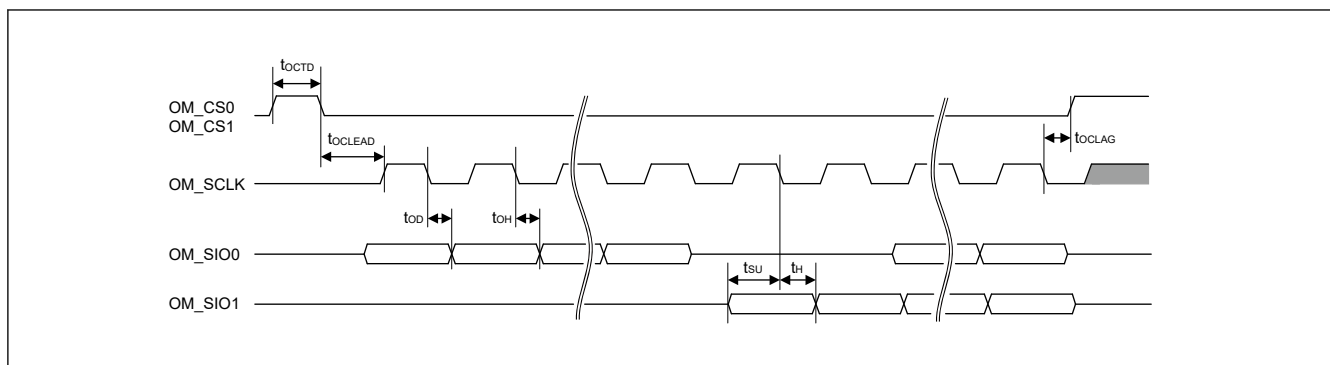 tOCTD
OM_CS0
OM_CS1
tOCLEAD
tOCLAG
OM_SCLK
tOD
tOH
OM_SIO0
tSU
tH
OM_SIO1